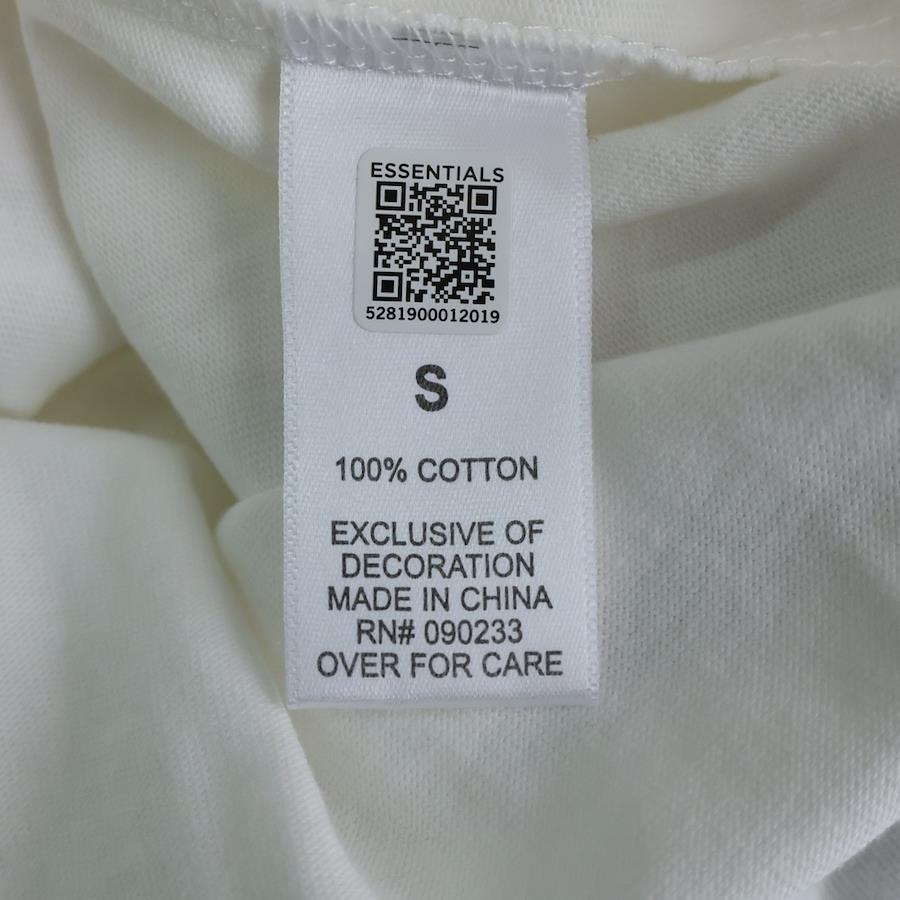 ESSENTIALS
5281900012019
S
100% COTTON
EXCLUSIVE OF
DECORATION
MADE IN CHINA
RN# 090233
OVER FOR CARE